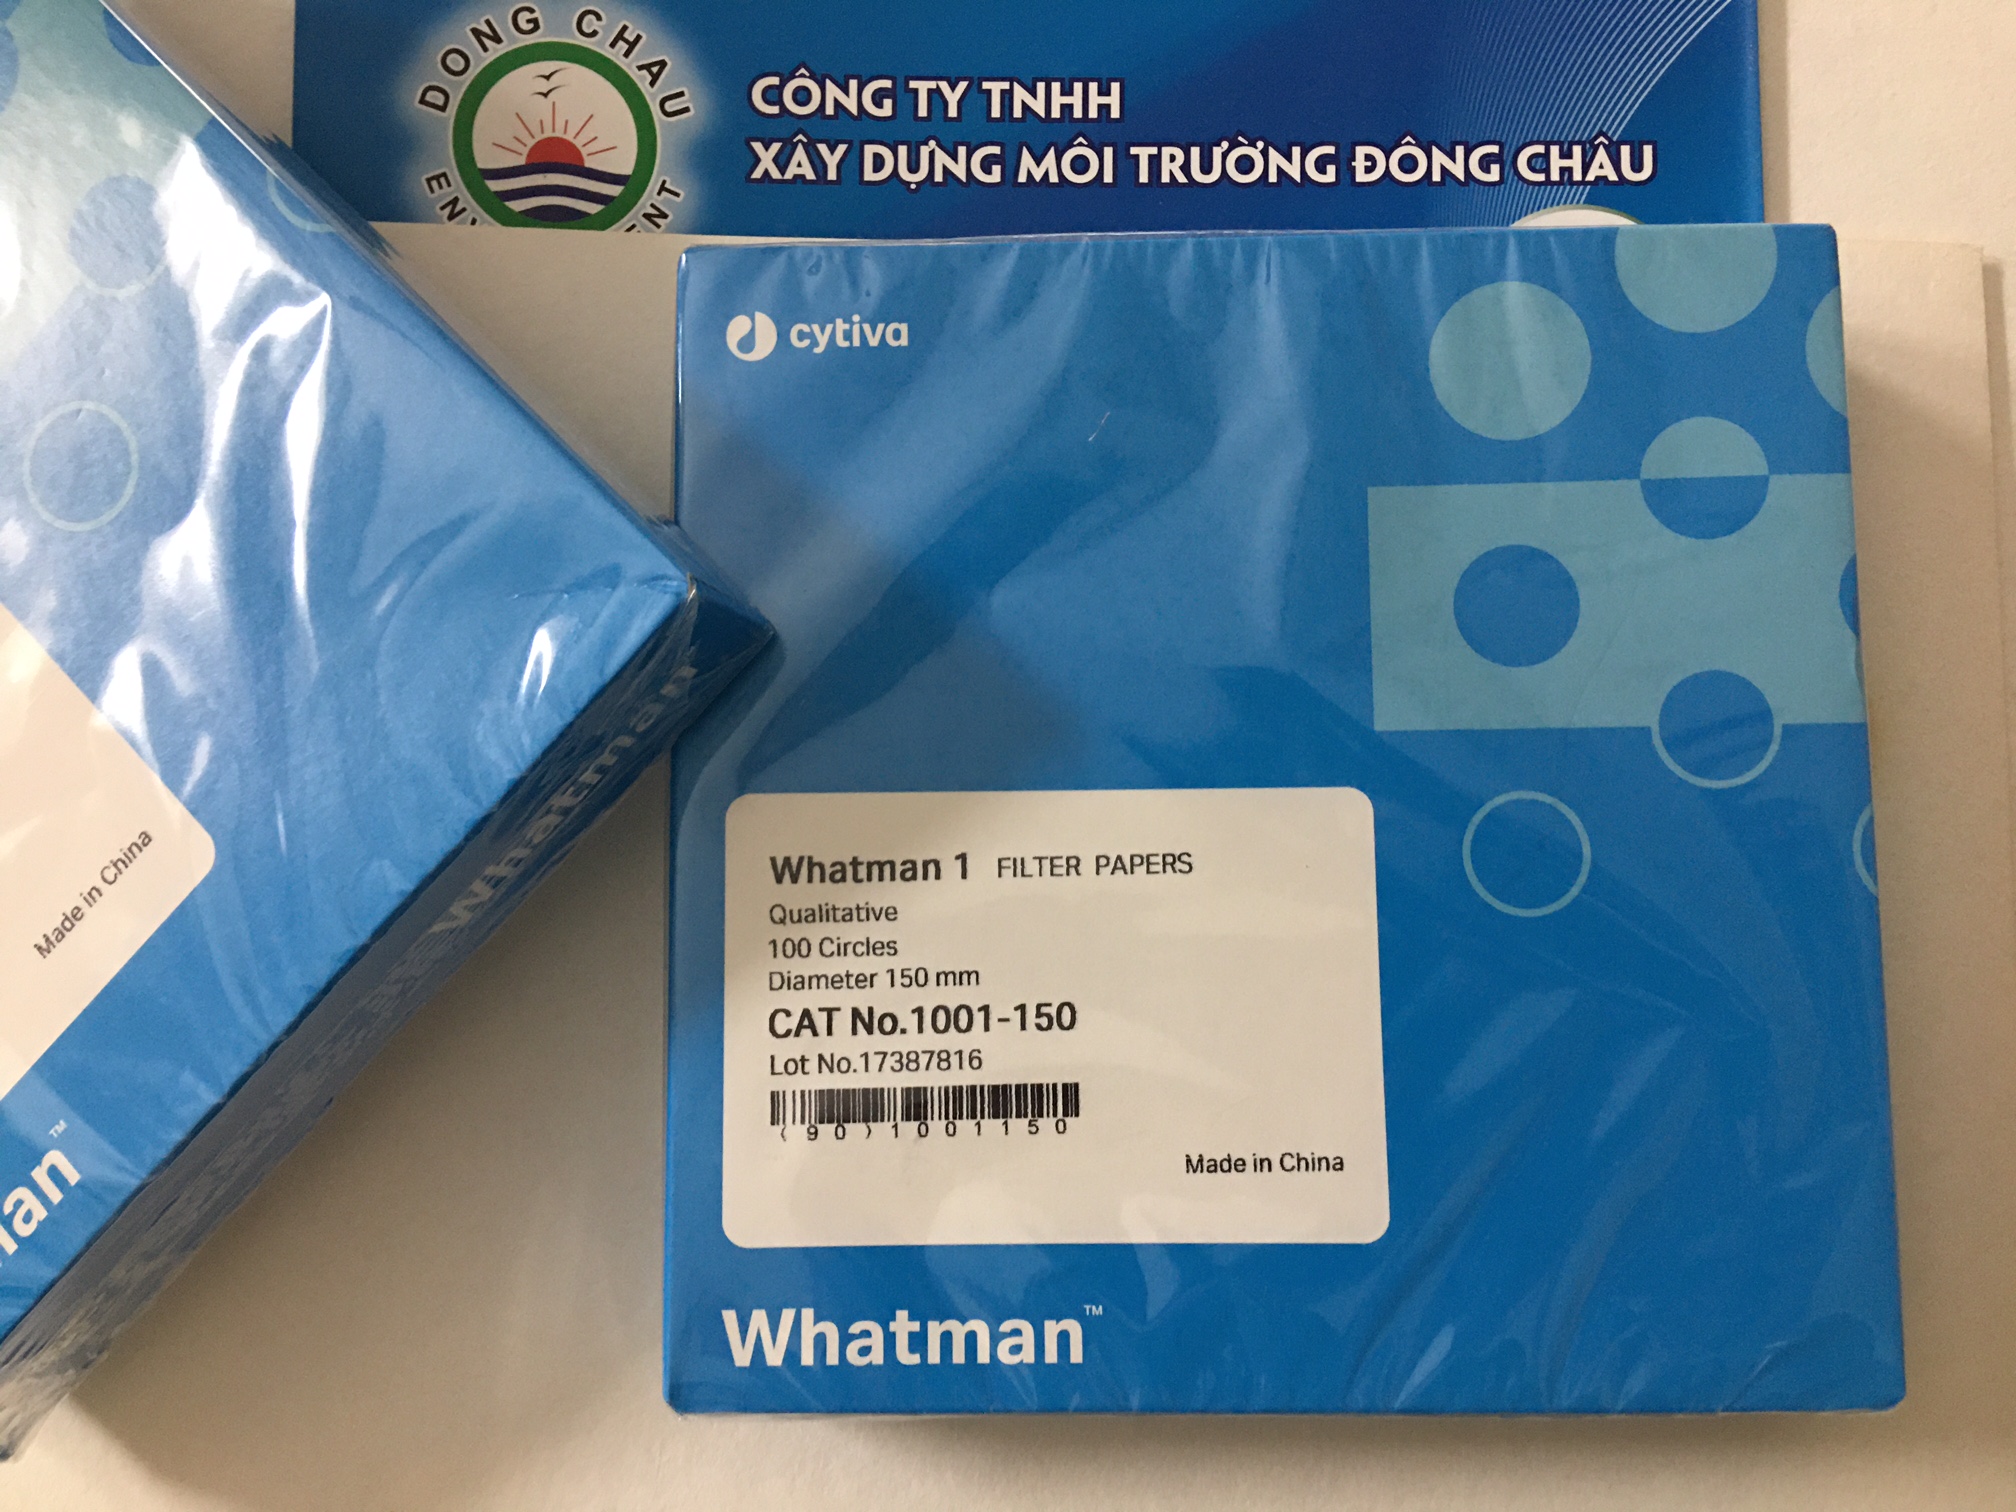 DONG CHAU
CÔNG TY TNHH
XÂY DỰNG MÔI TRƯỜNG ĐÔNG CHÂU
cytiva
Whatman 1 FILTER PAPERS
Qualitative
100 Circles
Diameter 150 mm
CAT No.1001-150
Lot No.17387816
(90)1001150
Made in China
Whatman™
Made in China
Whatman